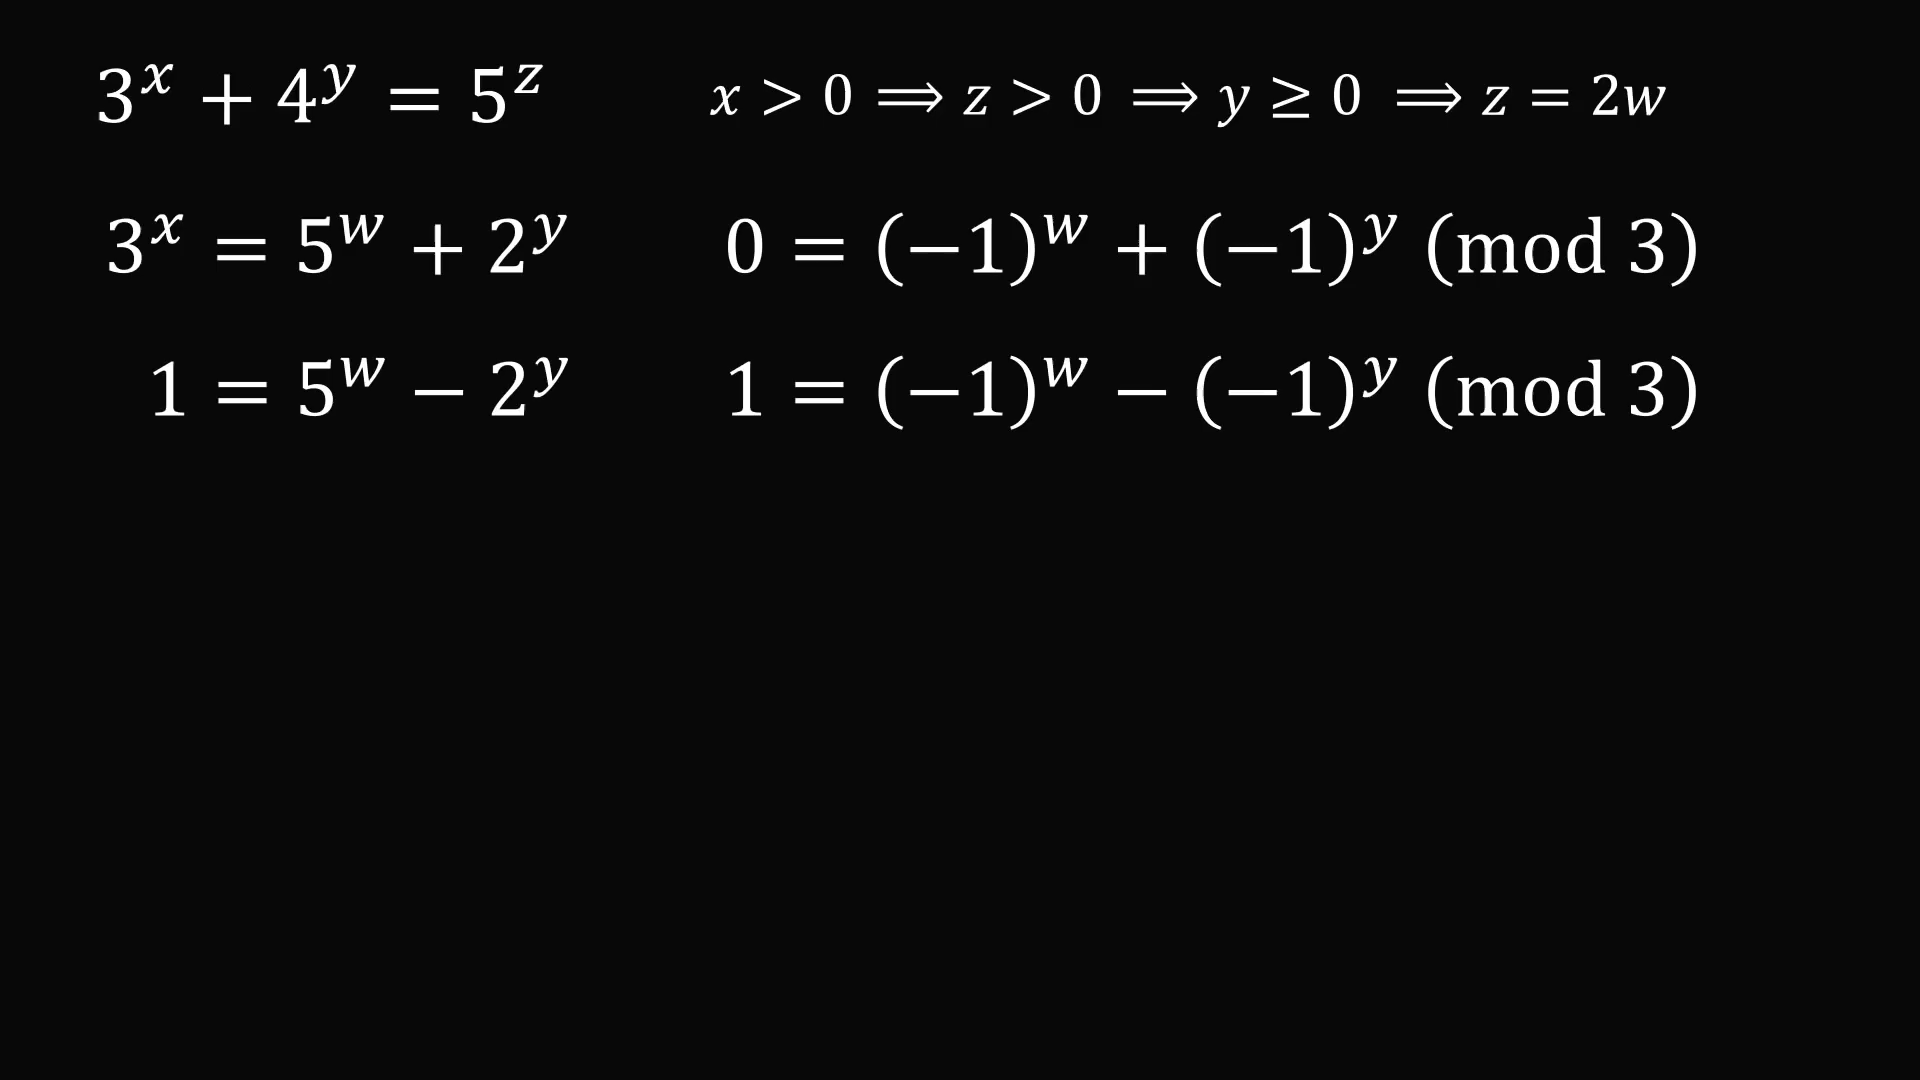 3^x + 4^y = 5^z x > 0 ⟹ z > 0 ⟹ y ≥ 0 ⟹ z = 2w
3^x = 5^w + 2^y 0 = (−1)^w + (−1)^y (mod 3)
1 = 5^w − 2^y 1 = (−1)^w − (−1)^y (mod 3)